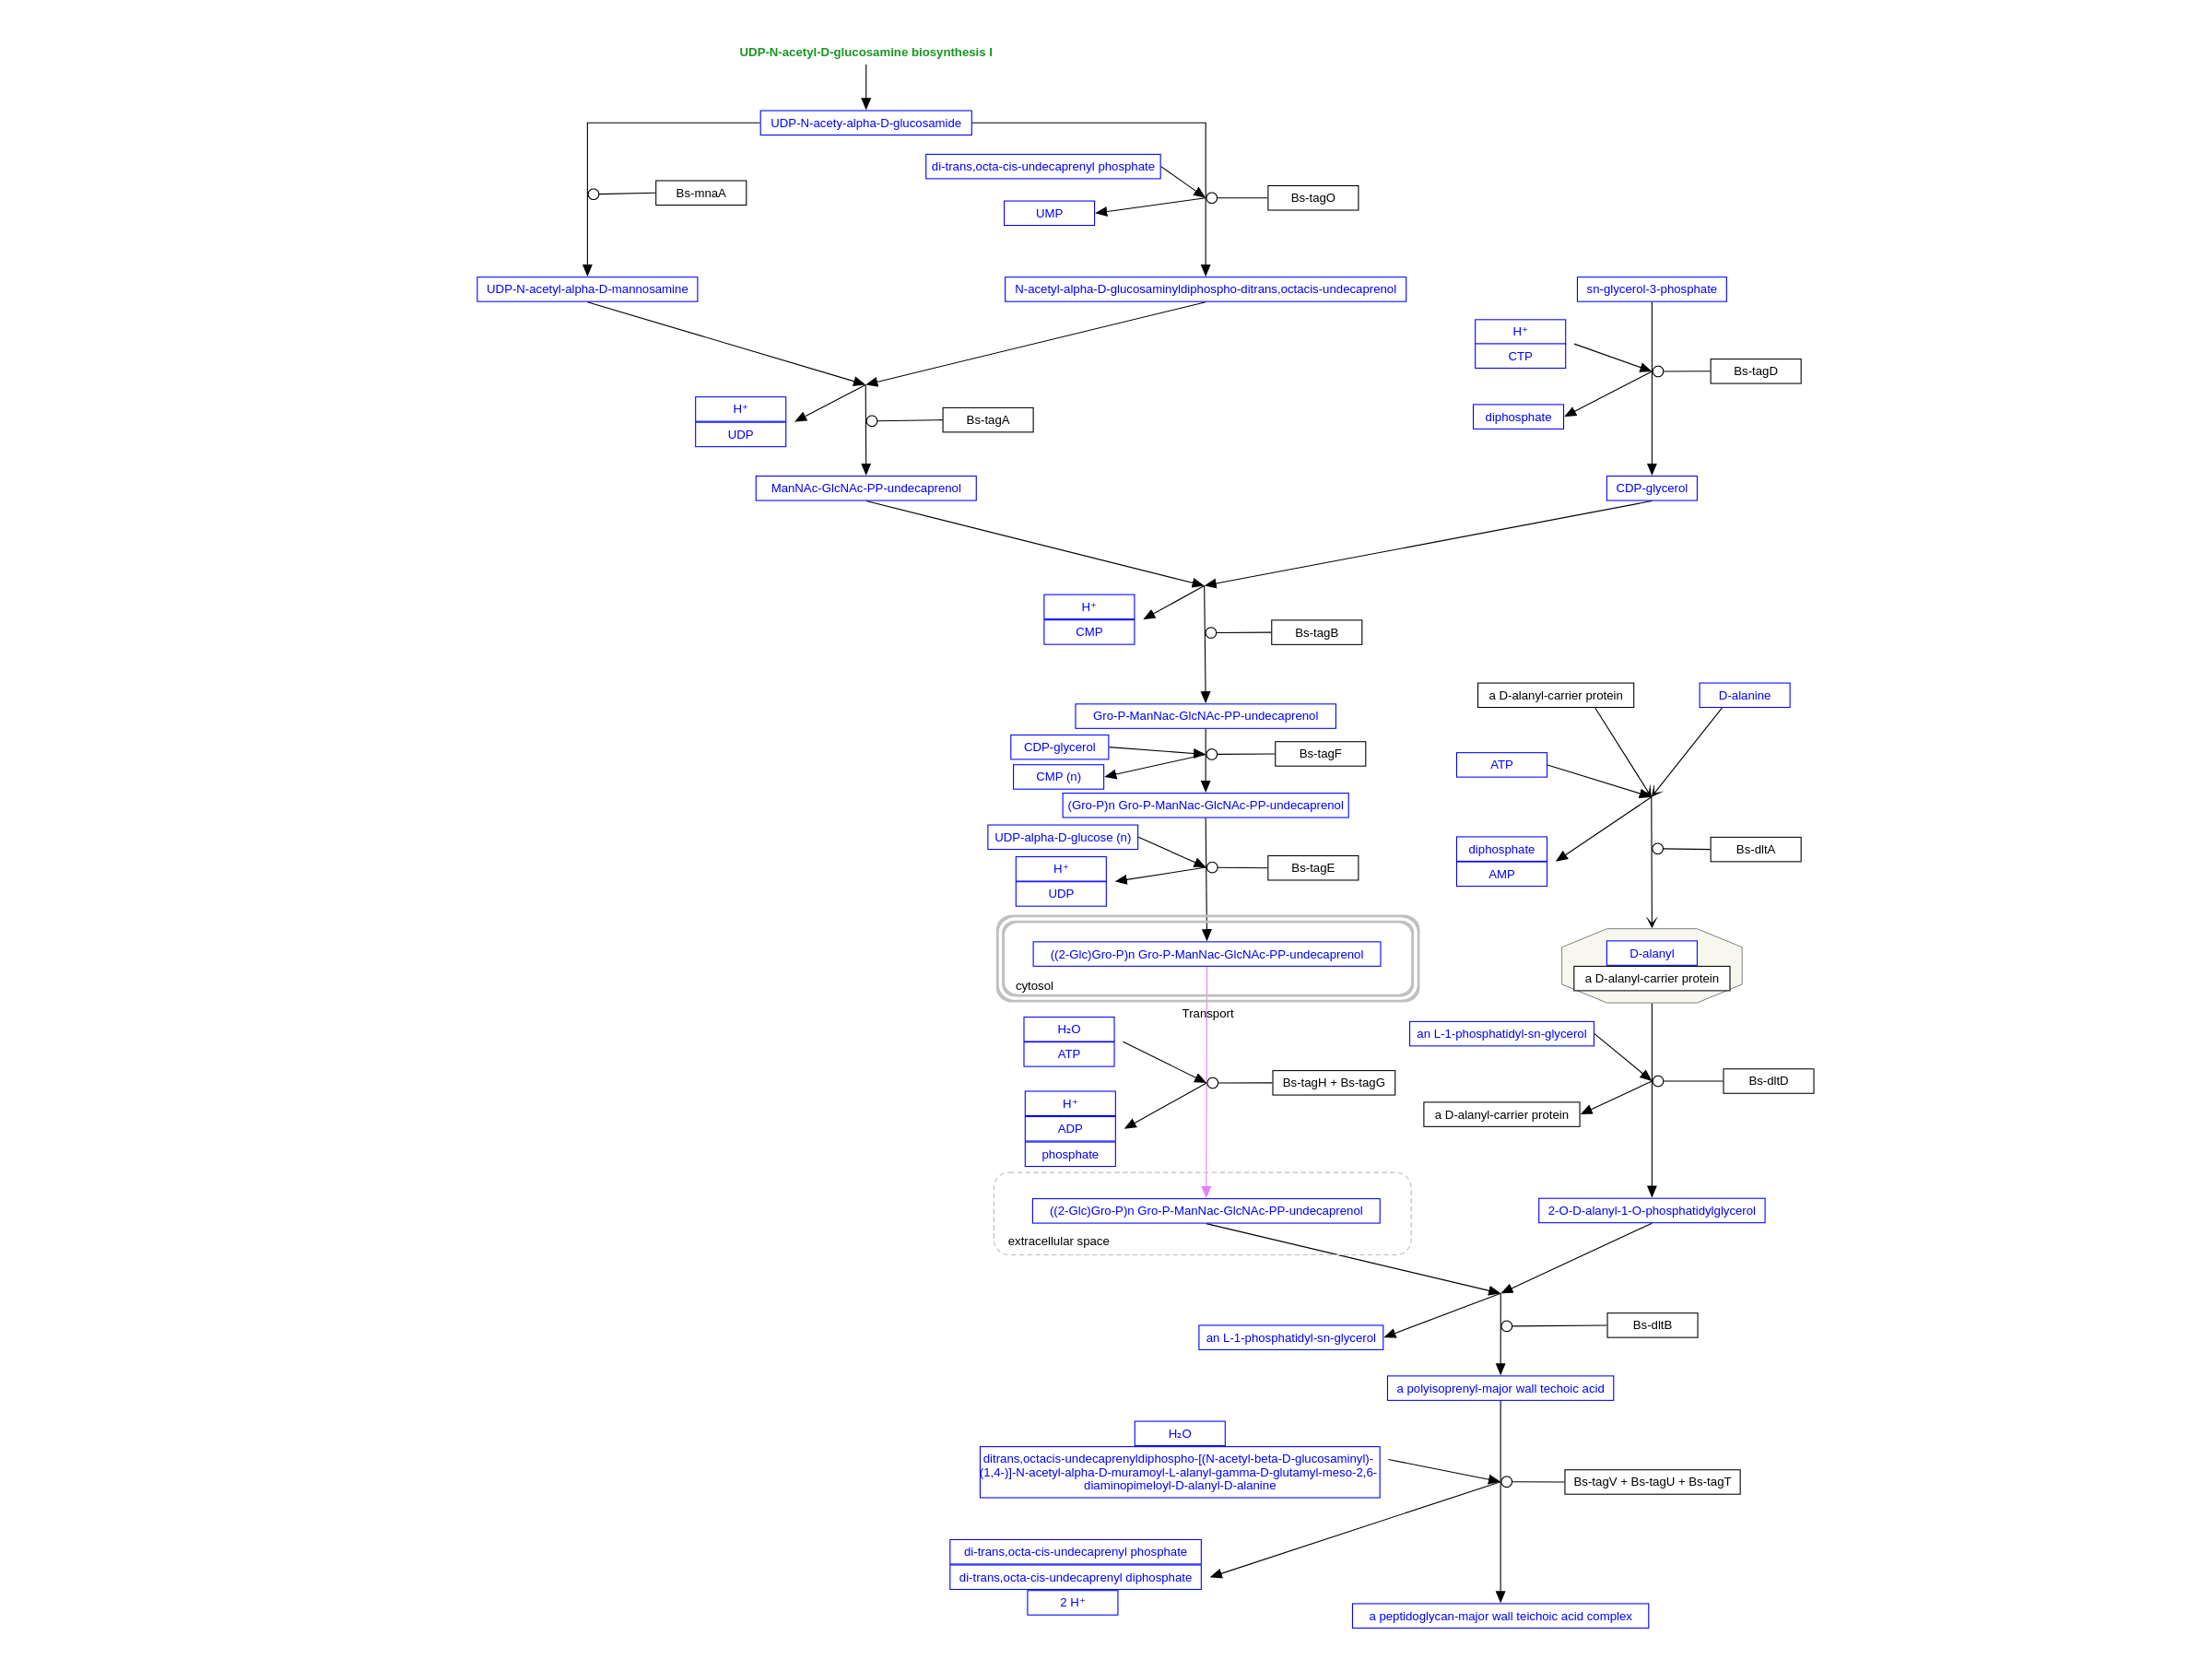 UDP-N-acetyl-D-glucosamine biosynthesis I
UDP-N-acety-alpha-D-glucosamide
di-trans,octa-cis-undecaprenyl phosphate
Bs-mnaA
Bs-tagO
UMP
UDP-N-acetyl-alpha-D-mannosamine
N-acetyl-alpha-D-glucosaminyldiphospho-ditrans,octacis-undecaprenol
sn-glycerol-3-phosphate
H⁺
CTP
Bs-tagD
H⁺
UDP
Bs-tagA
diphosphate
ManNAc-GlcNAc-PP-undecaprenol
CDP-glycerol
H⁺
CMP
Bs-tagB
a D-alanyl-carrier protein
D-alanine
Gro-P-ManNac-GlcNAc-PP-undecaprenol
CDP-glycerol
Bs-tagF
CMP (n)
ATP
(Gro-P)n Gro-P-ManNac-GlcNAc-PP-undecaprenol
UDP-alpha-D-glucose (n)
H⁺
UDP
Bs-tagE
diphosphate
AMP
Bs-dltA
((2-Glc)Gro-P)n Gro-P-ManNac-GlcNAc-PP-undecaprenol
cytosol
D-alanyl
a D-alanyl-carrier protein
Transport
H₂O
ATP
an L-1-phosphatidyl-sn-glycerol
Bs-tagH + Bs-tagG
Bs-dltD
H⁺
ADP
phosphate
a D-alanyl-carrier protein
((2-Glc)Gro-P)n Gro-P-ManNac-GlcNAc-PP-undecaprenol
extracellular space
2-O-D-alanyl-1-O-phosphatidylglycerol
an L-1-phosphatidyl-sn-glycerol
Bs-dltB
a polyisoprenyl-major wall techoic acid
H₂O
ditrans,octacis-undecaprenyldiphospho-[(N-acetyl-beta-D-glucosaminyl)-
(1,4-)]-N-acetyl-alpha-D-muramoyl-L-alanyl-gamma-D-glutamyl-meso-2,6-
diaminopimeloyl-D-alanyl-D-alanine
Bs-tagV + Bs-tagU + Bs-tagT
di-trans,octa-cis-undecaprenyl phosphate
di-trans,octa-cis-undecaprenyl diphosphate
2 H⁺
a peptidoglycan-major wall teichoic acid complex